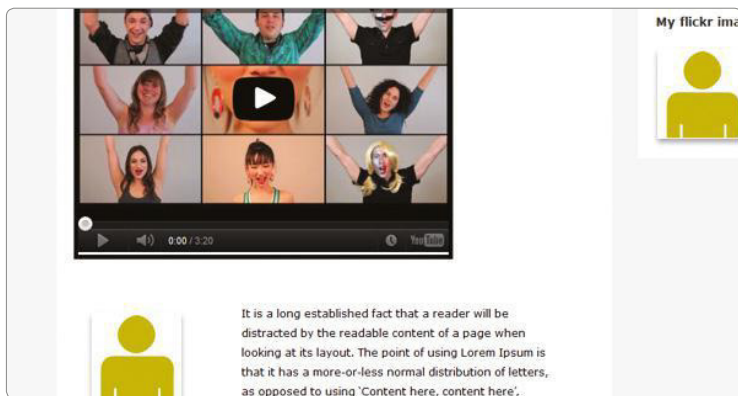 My flickr ima
0:00 / 3:20
YouTube
It is a long established fact that a reader will be
distracted by the readable content of a page when
looking at its layout. The point of using Lorem Ipsum is
that it has a more-or-less normal distribution of letters,
as opposed to using 'Content here, content here',